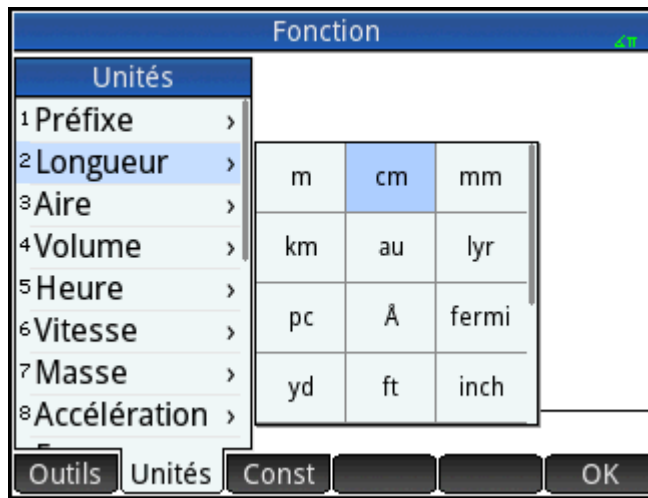 Fonction
∡π
Unités
1 Préfixe ›
2 Longueur ›
3 Aire ›
4 Volume ›
5 Heure ›
6 Vitesse ›
7 Masse ›
8 Accélération ›
m cm mm
km au lyr
pc Å fermi
yd ft inch
Outils Unités Const OK